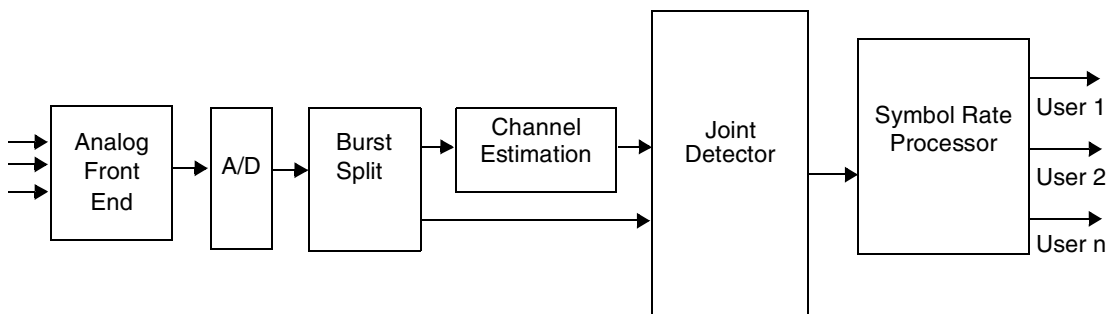 Analog
Front
End
A/D
Burst
Split
Channel
Estimation
Joint
Detector
Symbol Rate
Processor
User 1
User 2
User n